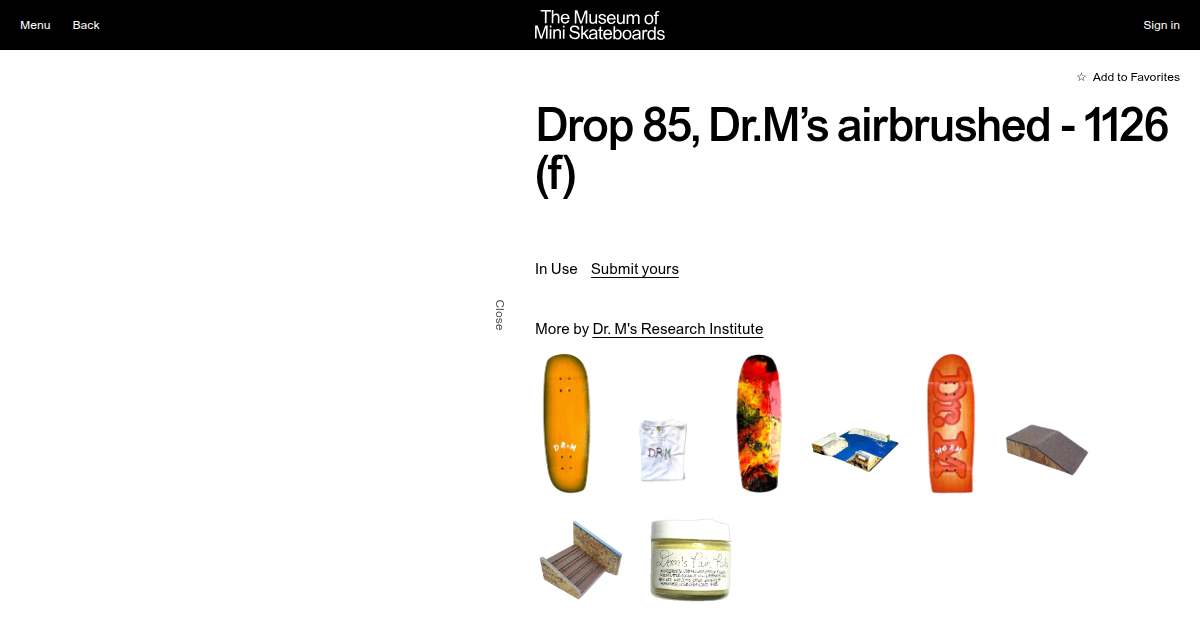 Menu
Back
The Museum of
Mini Skateboards
Sign in
☆ Add to Favorites
Drop 85, Dr.M’s airbrushed - 1126
(f)
In Use
Submit yours
Close
More by Dr. M's Research Institute